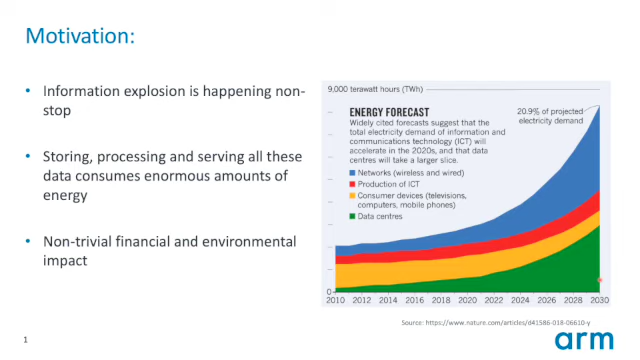 Motivation:
• Information explosion is happening non-
stop
• Storing, processing and serving all these
data consumes enormous amounts of
energy
• Non-trivial financial and environmental
impact
9,000 terawatt hours (TWh)
ENERGY FORECAST
Widely cited forecasts suggest that the
total electricity demand of information and
communications technology (ICT) will
accelerate in the 2020s, and that data
centres will take a larger slice.
Networks (wireless and wired)
Production of ICT
Consumer devices (televisions,
computers, mobile phones)
Data centres
20.9% of projected
electricity demand
0
2010 2012 2014 2016 2018 2020 2022 2024 2026 2028 2030
Source: https://www.nature.com/articles/d41586-018-06610-y
1
arm